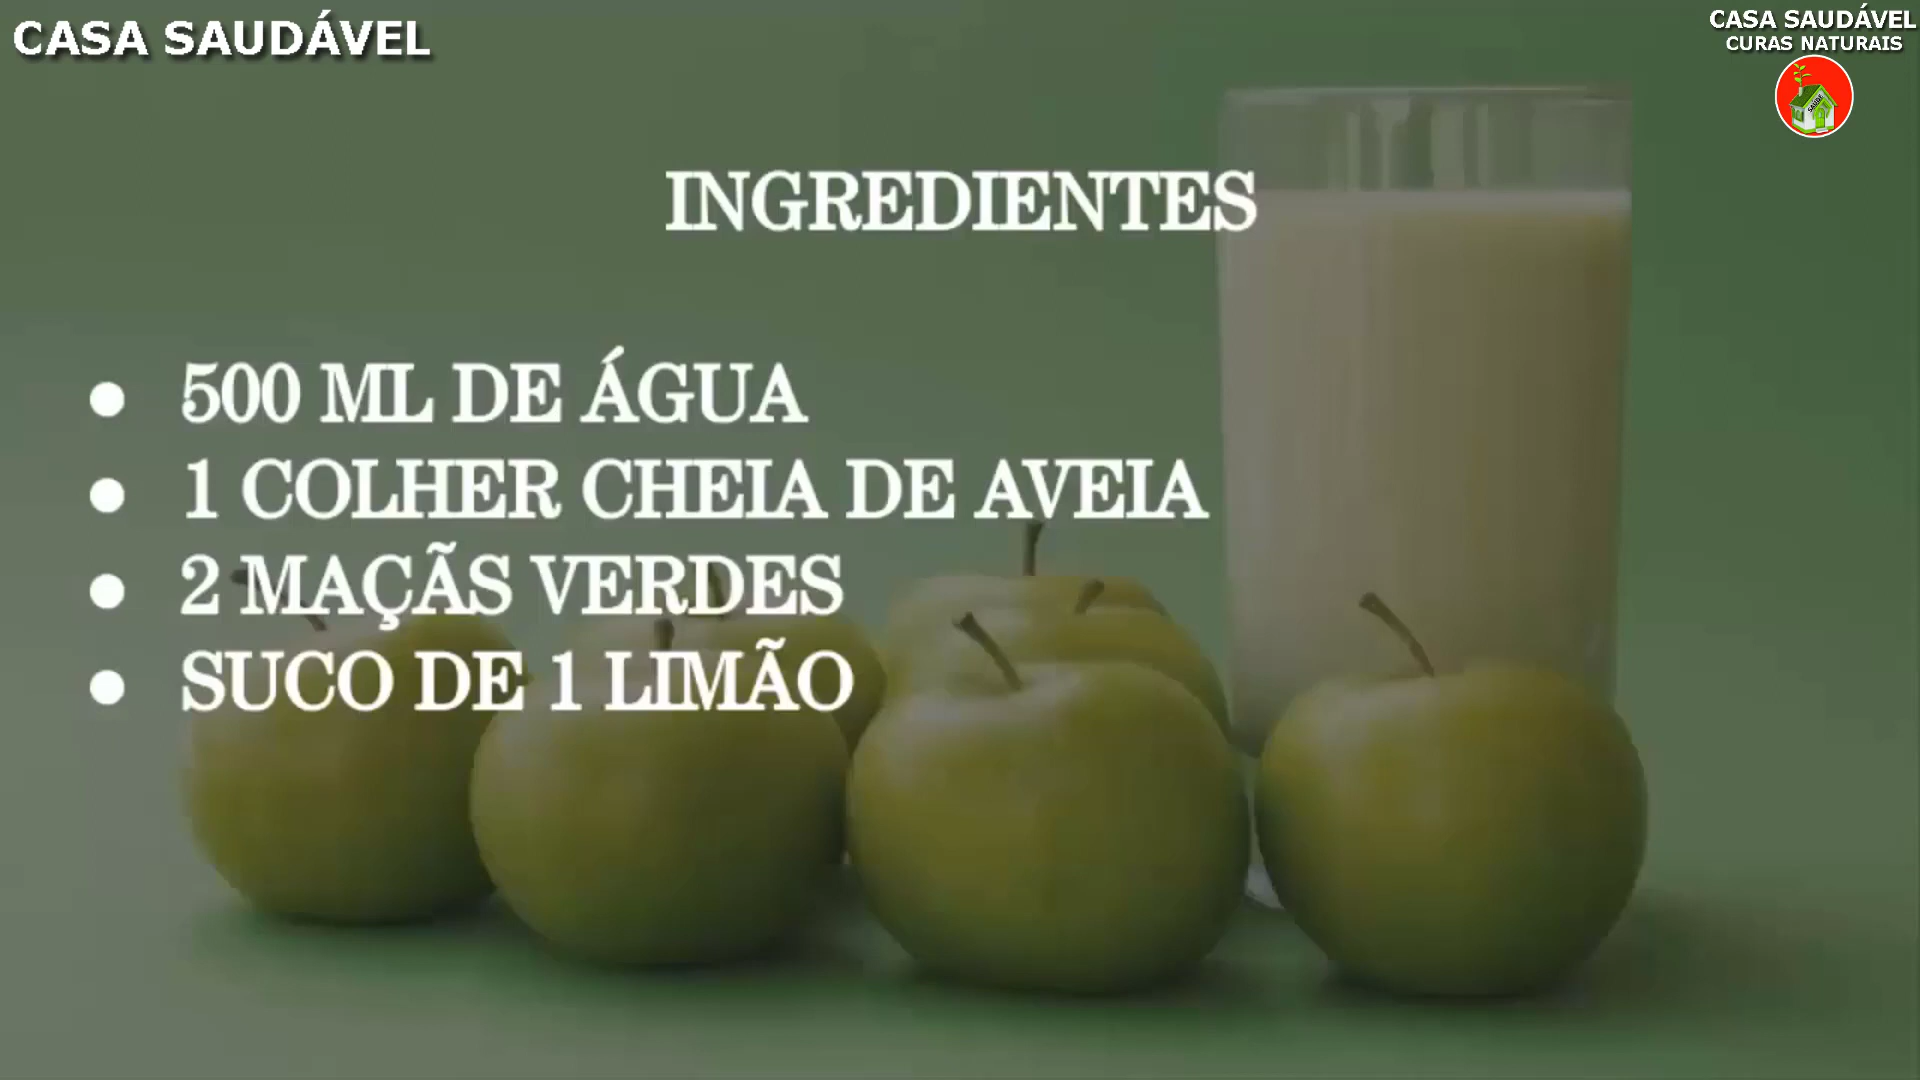 CASA SAUDÁVEL
CASA SAUDÁVEL
CURAS NATURAIS
INGREDIENTES
● 500 ML DE ÁGUA
● 1 COLHER CHEIA DE AVEIA
● 2 MAÇÃS VERDES
● SUCO DE 1 LIMÃO